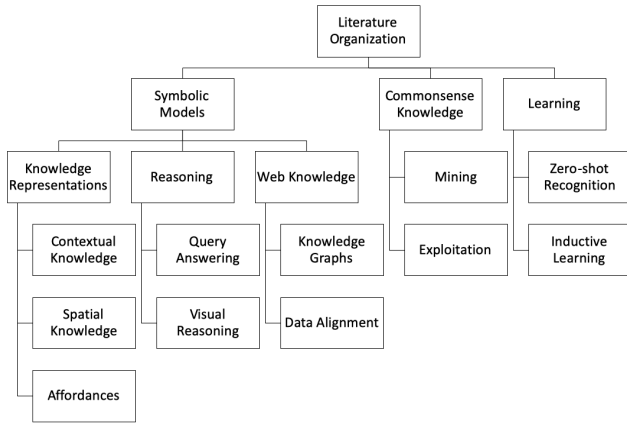 Literature
Organization
Symbolic
Models
Commonsense
Knowledge
Learning
Knowledge
Representations
Reasoning
Web Knowledge
Mining
Zero-shot
Recognition
Contextual
Knowledge
Query
Answering
Knowledge
Graphs
Exploitation
Inductive
Learning
Spatial
Knowledge
Visual
Reasoning
Data Alignment
Affordances